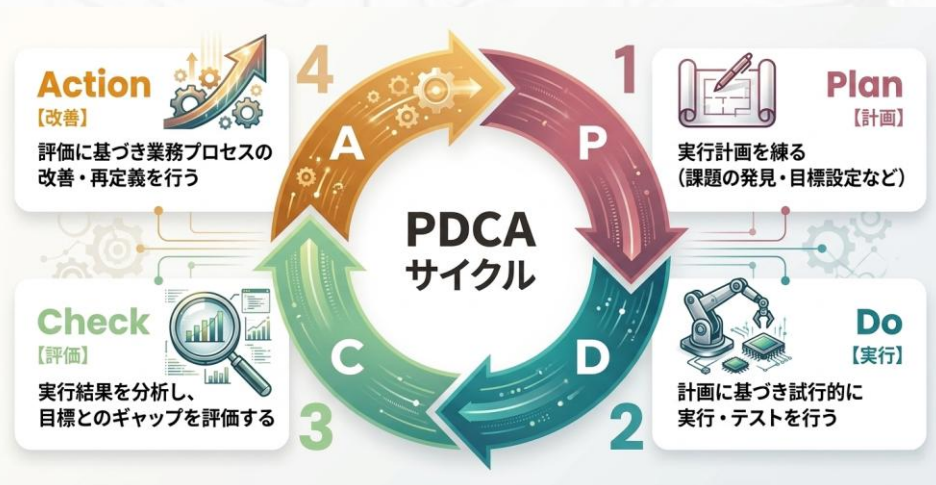 Action
【改善】
評価に基づき業務プロセスの
改善・再定義を行う
4
1
Plan
【計画】
実行計画を練る
（課題の発見・目標設定など）
A
P
PDCA
サイクル
Check
【評価】
実行結果を分析し、
目標とのギャップを評価する
3
C
D
2
Do
【実行】
計画に基づき試行的に
実行・テストを行う